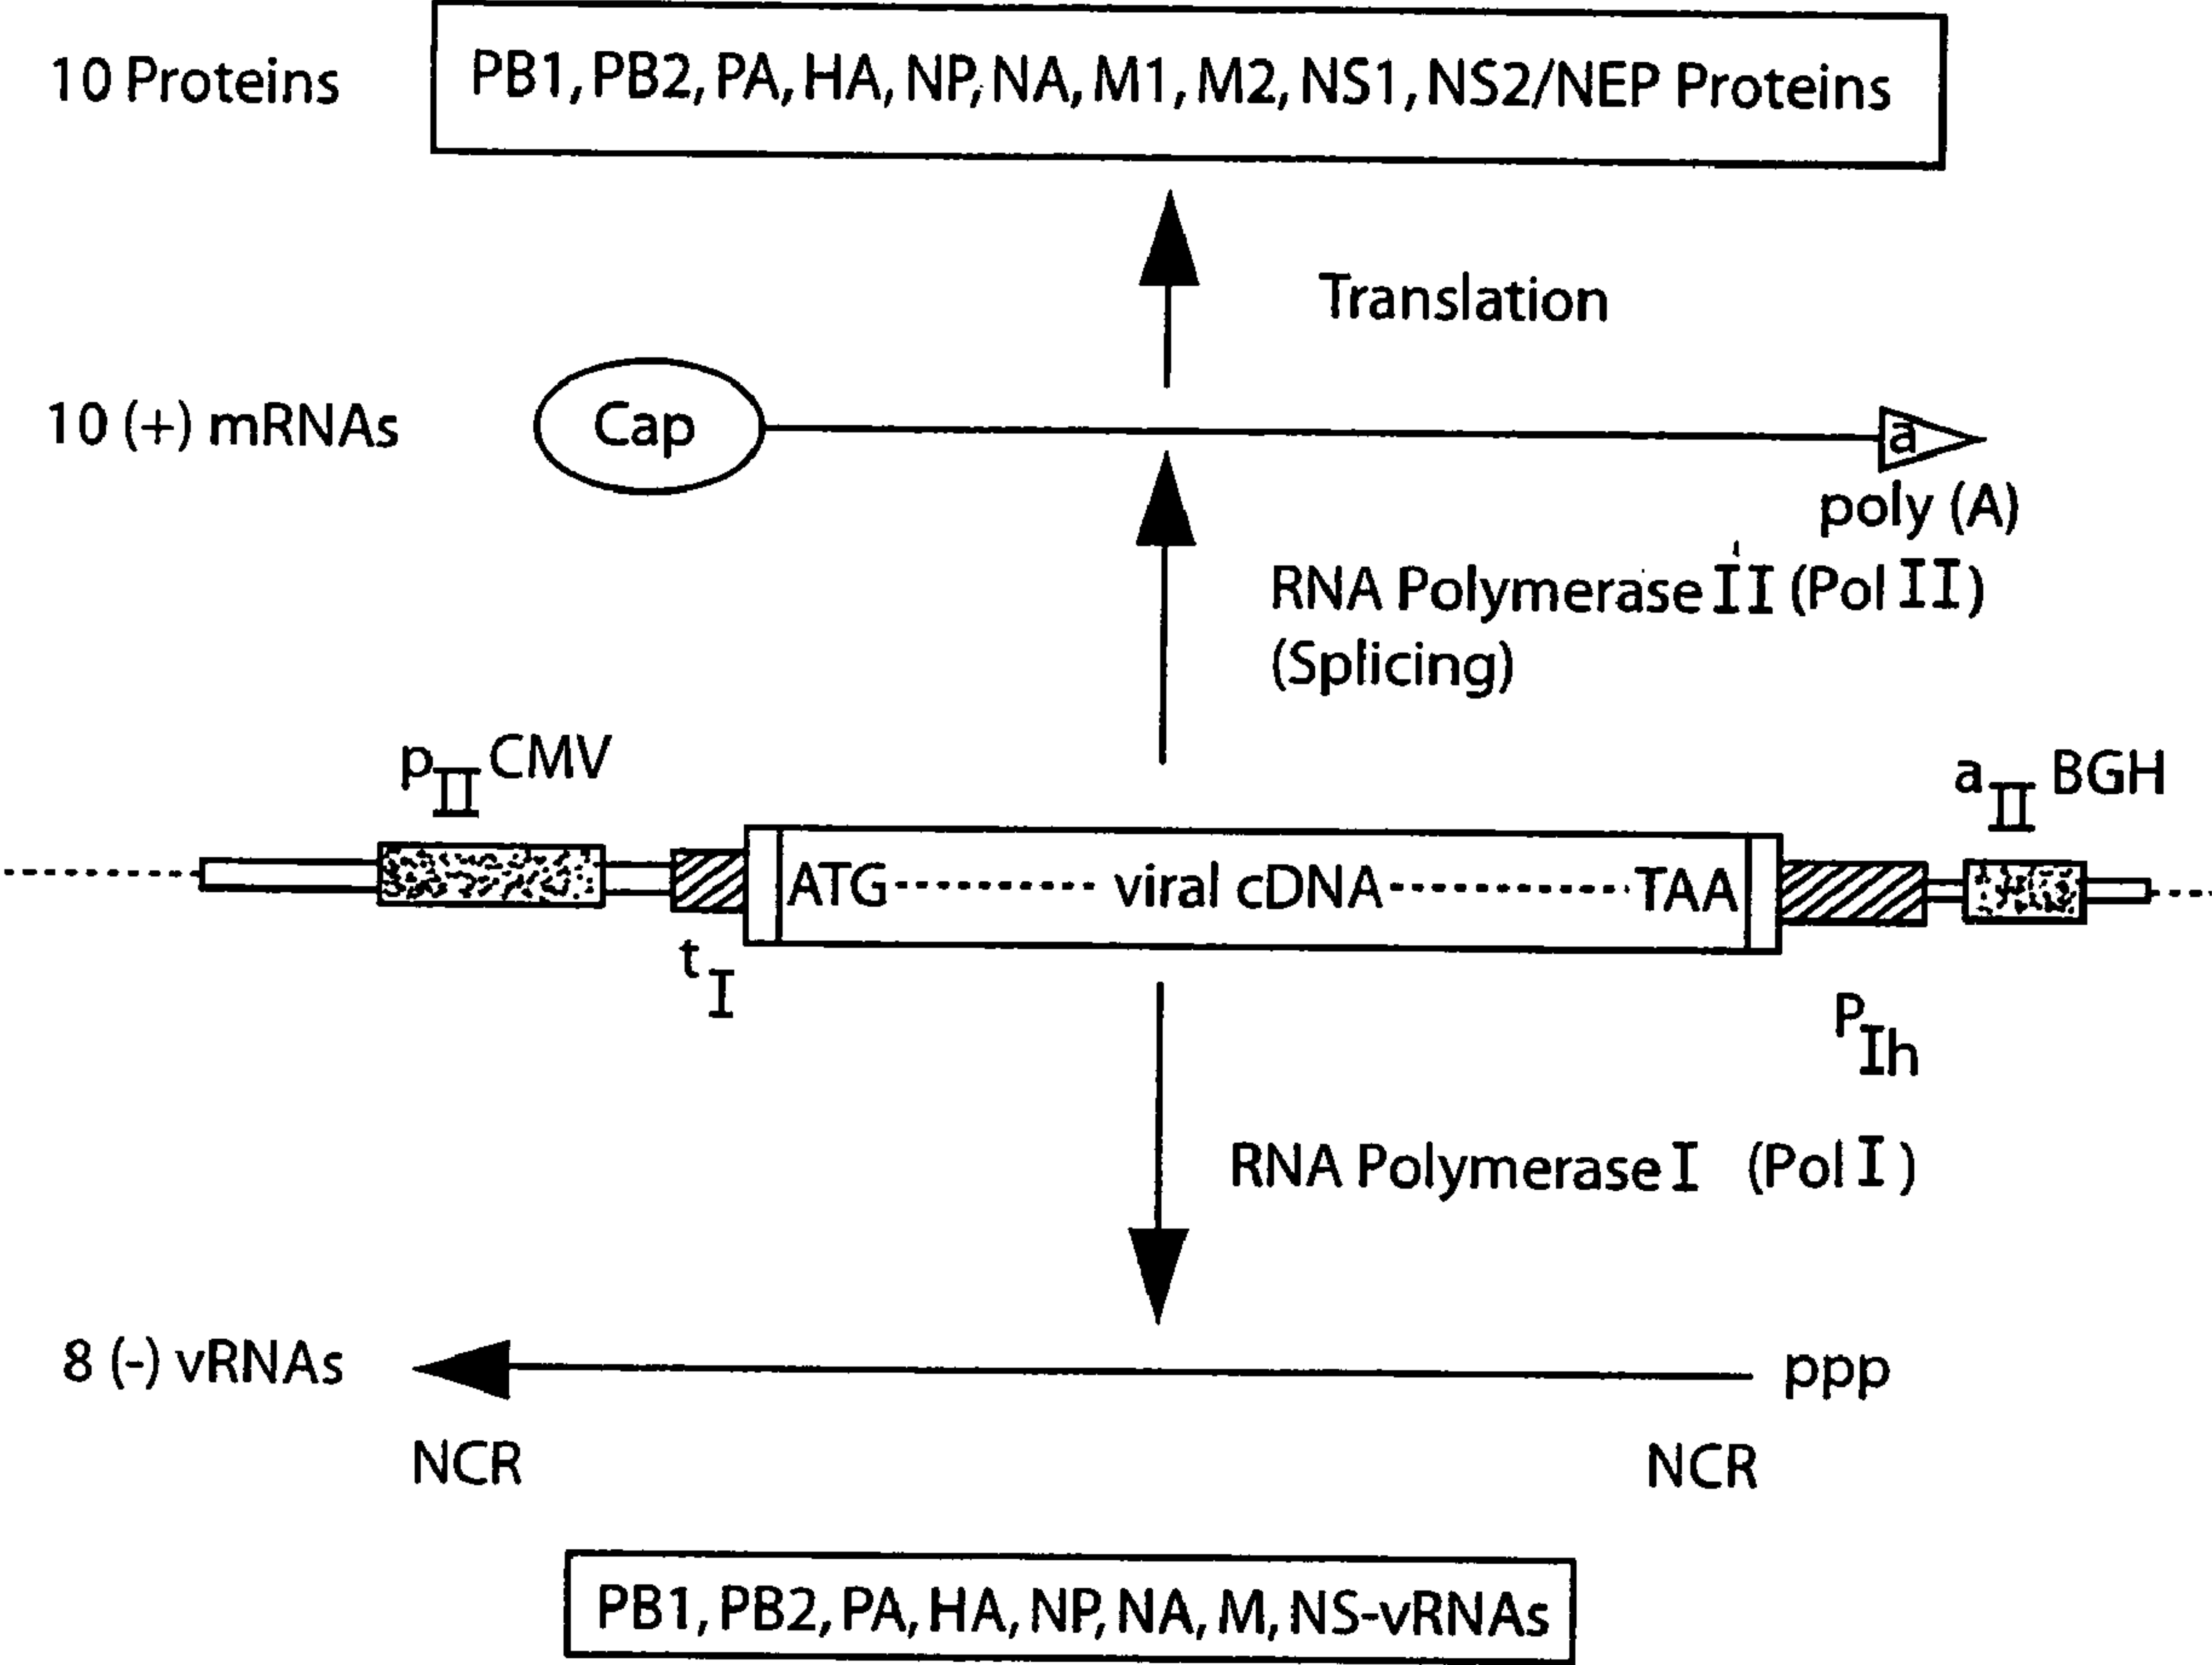 10 Proteins
PB1, PB2, PA, HA, NP, NA, M1, M2, NS1, NS2/NEP Proteins
Translation
10 (+) mRNAs
Cap
a
poly (A)
RNA Polymerase II (Pol II)
(Splicing)
pII CMV
aII BGH
ATG viral cDNA TAA
tI
PIh
RNA Polymerase I (Pol I)
8 (-) vRNAs
ppp
NCR
NCR
PB1, PB2, PA, HA, NP, NA, M, NS-vRNAs